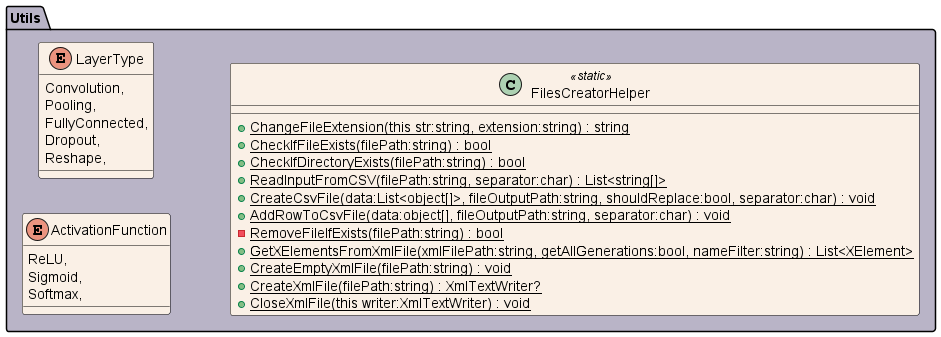 Utils
E LayerType
Convolution,
Pooling,
FullyConnected,
Dropout,
Reshape,
E ActivationFunction
ReLU,
Sigmoid,
Softmax,
C «static»
FilesCreatorHelper
ChangeFileExtension(this str:string, extension:string) : string
CheckIfFileExists(filePath:string) : bool
CheckIfDirectoryExists(filePath:string) : bool
ReadInputFromCSV(filePath:string, separator:char) : List<string[]>
CreateCsvFile(data:List<object[]>, fileOutputPath:string, shouldReplace:bool, separator:char) : void
AddRowToCsvFile(data:object[], fileOutputPath:string, separator:char) : void
RemoveFileIfExists(filePath:string) : bool
GetXElementsFromXmlFile(xmlFilePath:string, getAllGenerations:bool, nameFilter:string) : List<XElement>
CreateEmptyXmlFile(filePath:string) : void
CreateXmlFile(filePath:string) : XmlTextWriter?
CloseXmlFile(this writer:XmlTextWriter) : void